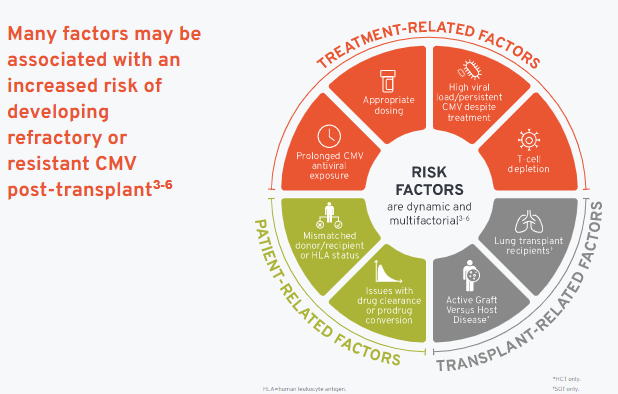 Many factors may be
associated with an
increased risk of
developing
refractory or
resistant CMV
post-transplant3-6
TREATMENT-RELATED FACTORS
Appropriate
dosing
High viral
load/persistent
CMV despite
treatment
Prolonged CMV
antiviral
exposure
T-cell
depletion
RISK
FACTORS
are dynamic and
multifactorial3-6
Mismatched
donor/recipient
or HLA status
Lung transplant
recipients†
Issues with
drug clearance
or prodrug
conversion
Active Graft
Versus Host
Disease*
PATIENT-RELATED FACTORS
TRANSPLANT-RELATED FACTORS
HLA=human leukocyte antigen.
*HCT only.
†SOT only.